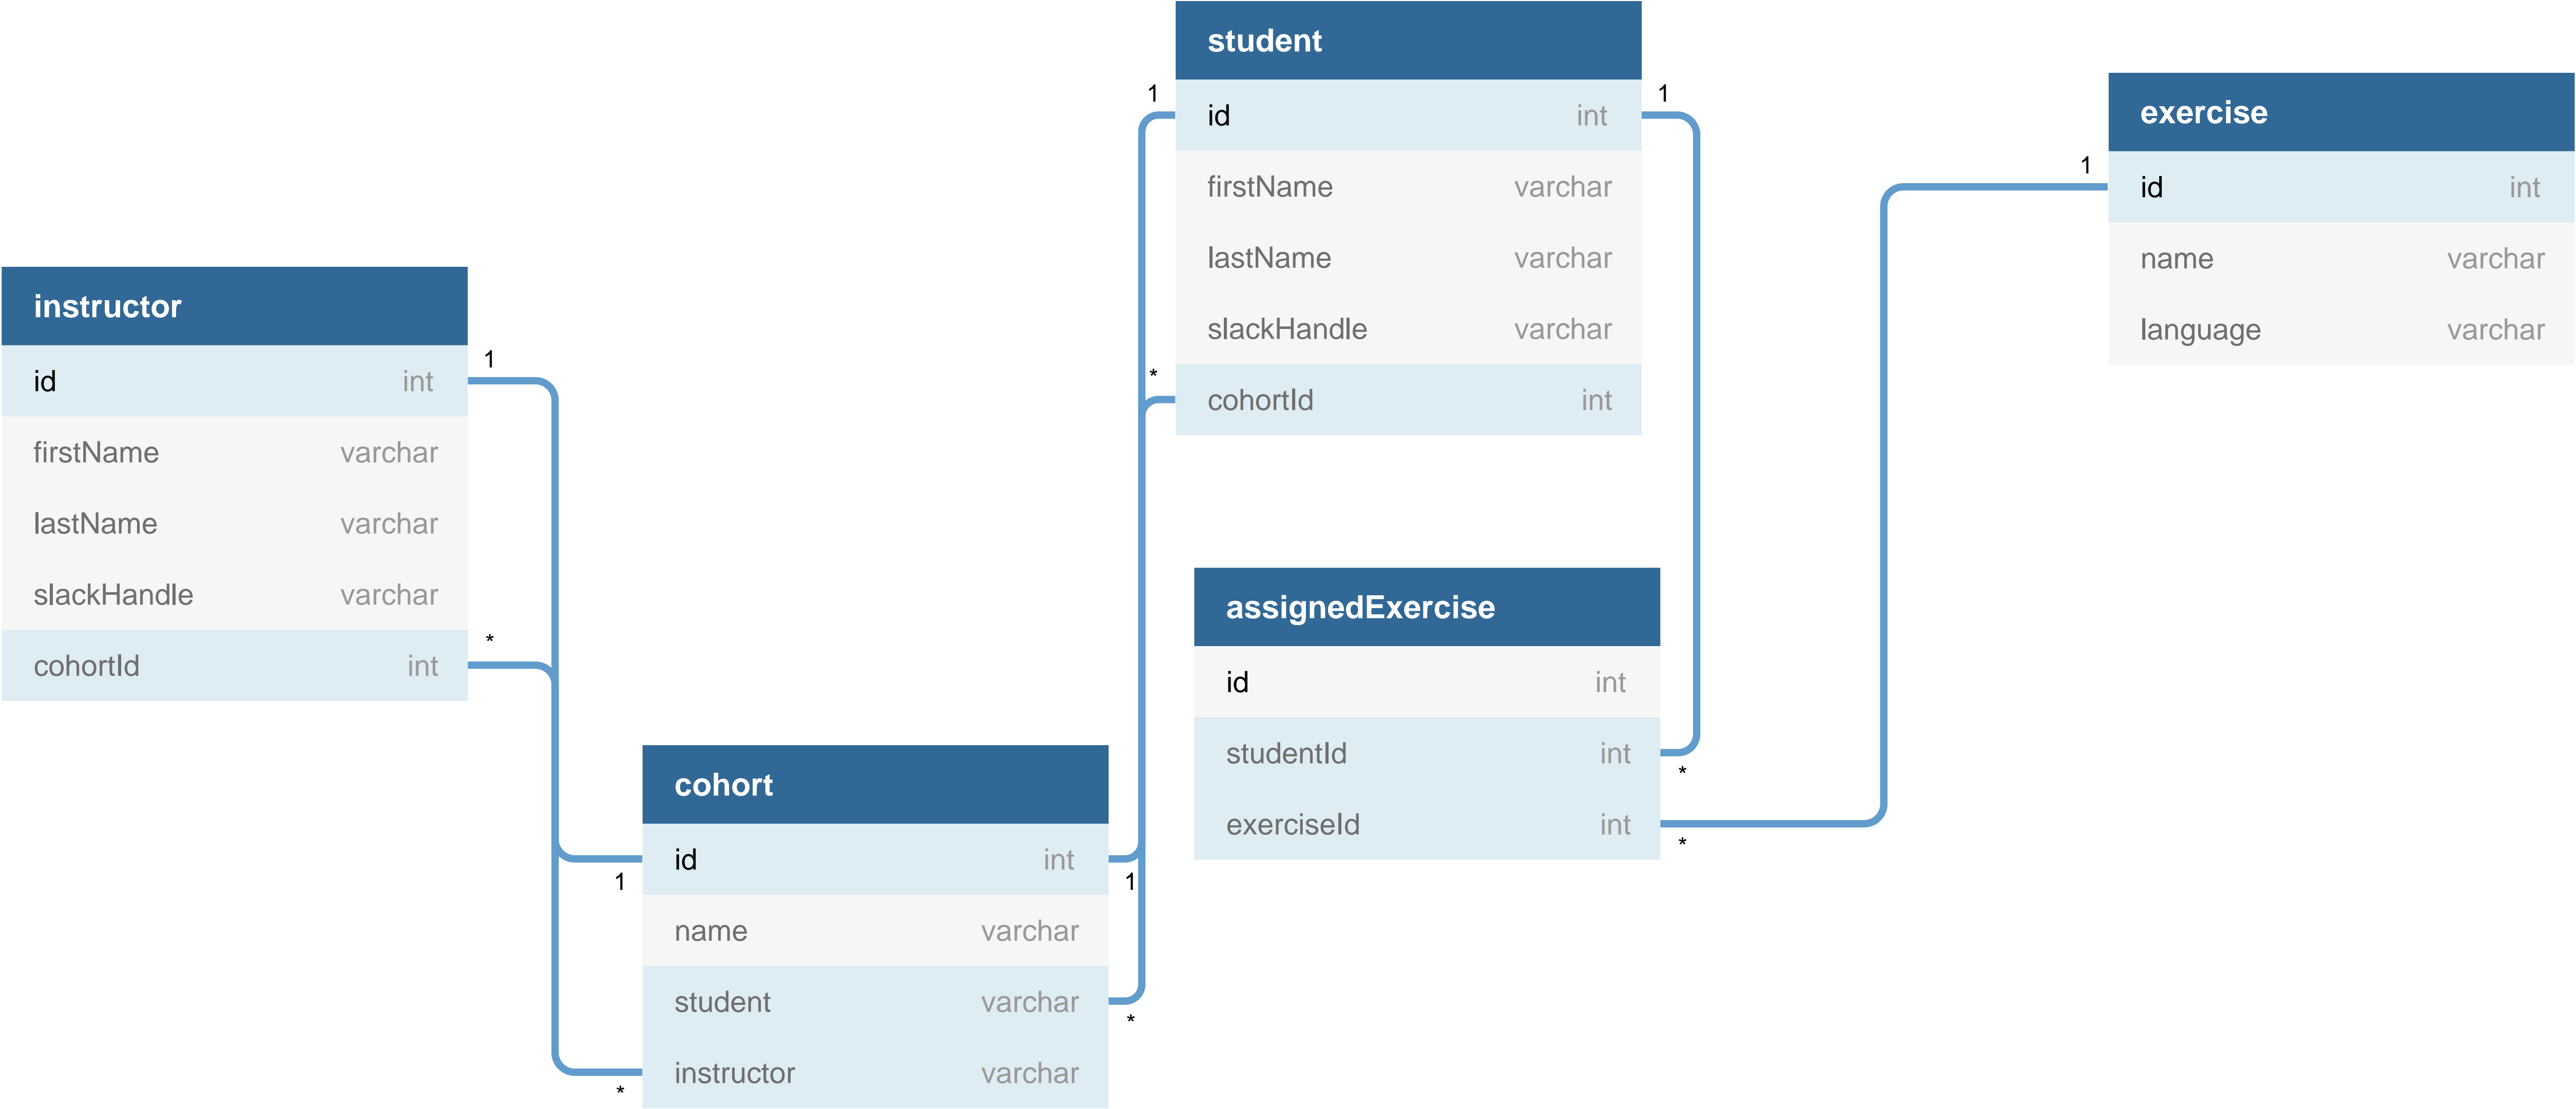 student
id int
firstName varchar
lastName varchar
slackHandle varchar
cohortId int
1
1
*
exercise
id int
name varchar
language varchar
1
instructor
id int
firstName varchar
lastName varchar
slackHandle varchar
cohortId int
1
*
assignedExercise
id int
studentId int
exerciseId int
*
*
cohort
id int
name varchar
student varchar
instructor varchar
1
1
*
*